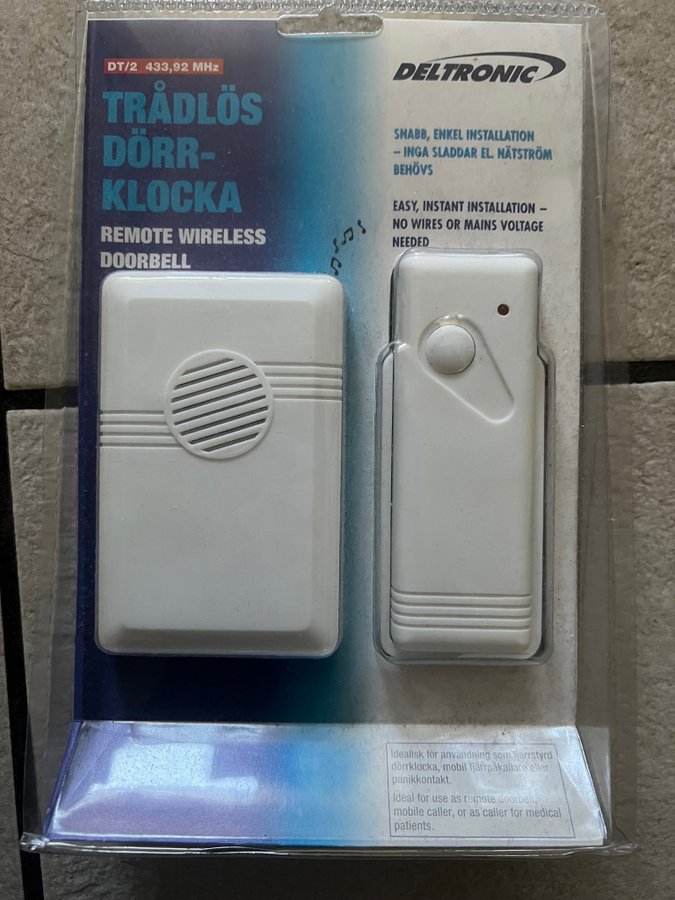 DT/2 433,92 MHz
TRÅDLÖS
DÖRR-
KLOCKA
REMOTE WIRELESS
DOORBELL
DELTRONIC
SNABB, ENKEL INSTALLATION
– INGA SLADDAR EL. NÄTSTRÖM
BEHÖVS
EASY, INSTANT INSTALLATION –
NO WIRES OR MAINS VOLTAGE
NEEDED
Idealisk för användning som fjärrstyrd
dörrklocka, mobil fjärrpåkallare eller
panikkontakt.
Ideal for use as remote doorbell,
mobile caller, or as caller for medical
patients.